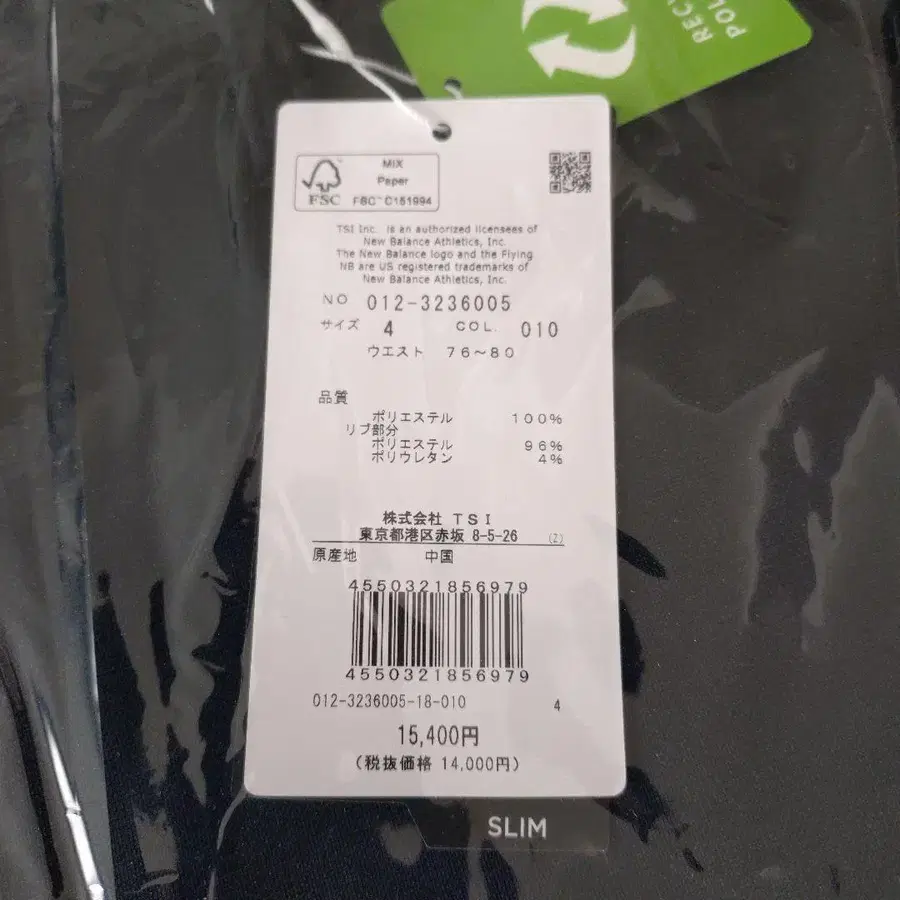 RECY
POL
MIX
Paper
FSC™ C151994
FSC
TSI Inc. is an authorized licensees of
New Balance Athletics, Inc.
The New Balance logo and the Flying
NB are US registered trademarks of
New Balance Athletics, Inc.
NO 012-3236005
サイズ 4 COL. 010
ウエスト 76～80
品質
ポリエステル 100%
リブ部分
ポリエステル 96%
ポリウレタン 4%
株式会社 TSI
東京都港区赤坂 8-5-26 (2)
原産地 中国
4550321856979
4550321856979
012-3236005-18-010 4
15,400円
(税抜価格 14,000円)
SLIM